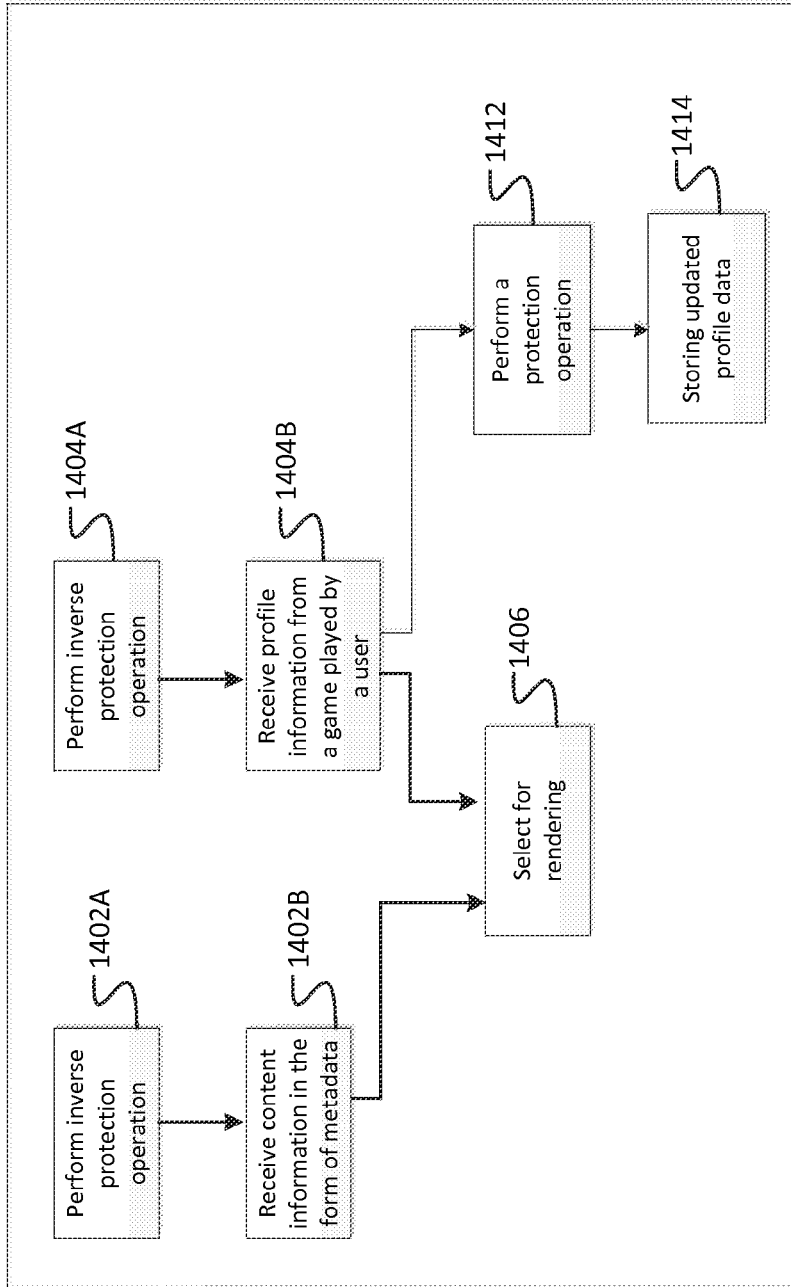 Perform inverse
protection
operation
1402A
Receive content
information in the
form of metadata
1402B
Perform inverse
protection
operation
1404A
Receive profile
information from
a game played by
a user
1404B
Select for
rendering
1406
Perform a
protection
operation
1412
Storing updated
profile data
1414